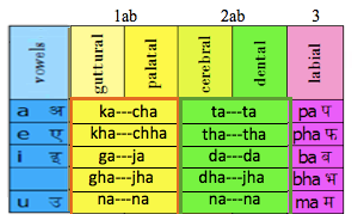 1ab 2ab 3
vowels guttural palatal cerebral dental labial
a अ ka---cha ta---ta pa प
e ए kha---chha tha---tha pha फ
i इ ga---ja da---da ba ब
gha---jha dha---jha bha भ
u उ na---na na---na ma म